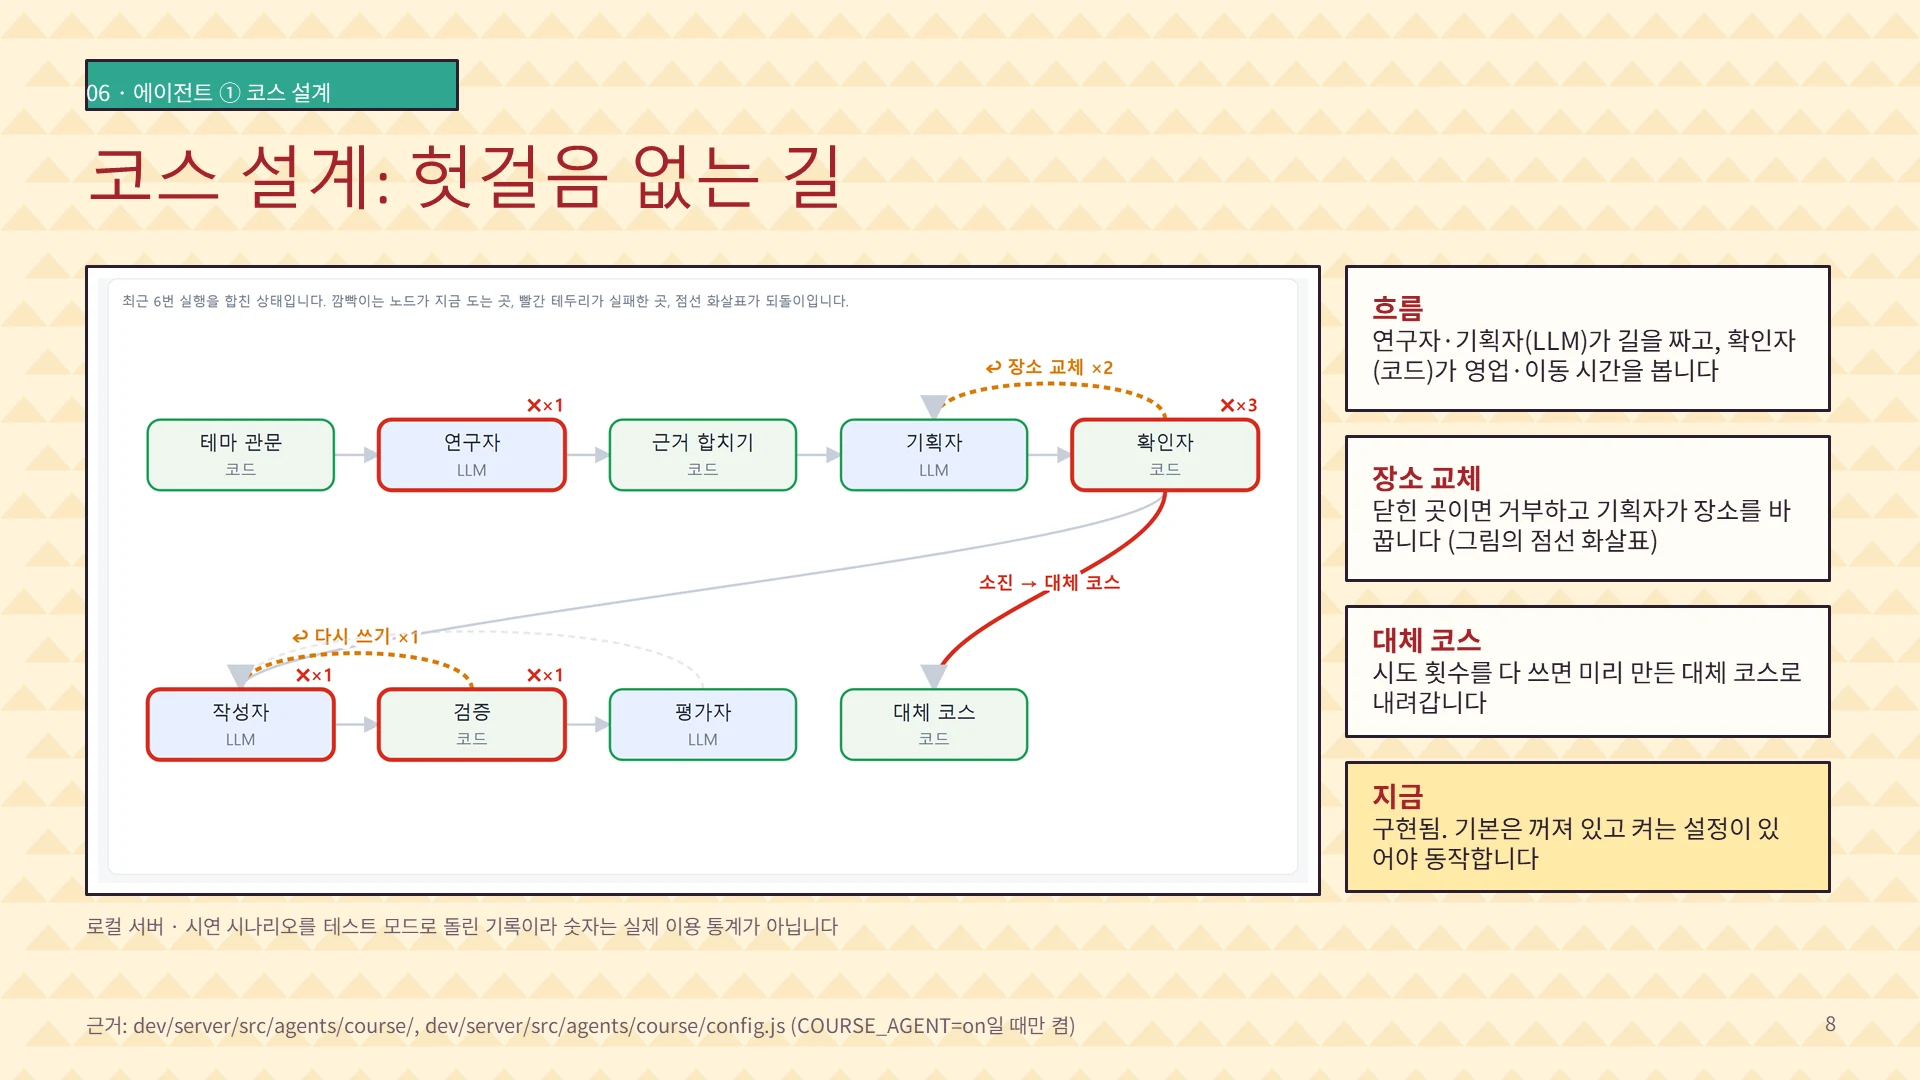 06 · 에이전트 ① 코스 설계
코스 설계: 헛걸음 없는 길
최근 6번 실행을 합친 상태입니다. 깜빡이는 노드가 지금 도는 곳, 빨간 테두리가 실패한 곳, 점선 화살표가 되돌이입니다.
↩ 장소 교체 ×2
✕×1
✕×3
테마 관문
코드
연구자
LLM
근거 합치기
코드
기획자
LLM
확인자
코드
소진 → 대체 코스
↩ 다시 쓰기 ×1
✕×1
✕×1
작성자
LLM
검증
코드
평가자
LLM
대체 코스
코드
흐름
연구자·기획자(LLM)가 길을 짜고, 확인자
(코드)가 영업·이동 시간을 봅니다
장소 교체
닫힌 곳이면 거부하고 기획자가 장소를 바
꿉니다 (그림의 점선 화살표)
대체 코스
시도 횟수를 다 쓰면 미리 만든 대체 코스로
내려갑니다
지금
구현됨. 기본은 꺼져 있고 켜는 설정이 있
어야 동작합니다
로컬 서버 · 시연 시나리오를 테스트 모드로 돌린 기록이라 숫자는 실제 이용 통계가 아닙니다
근거: dev/server/src/agents/course/, dev/server/src/agents/course/config.js (COURSE_AGENT=on일 때만 켬)
8